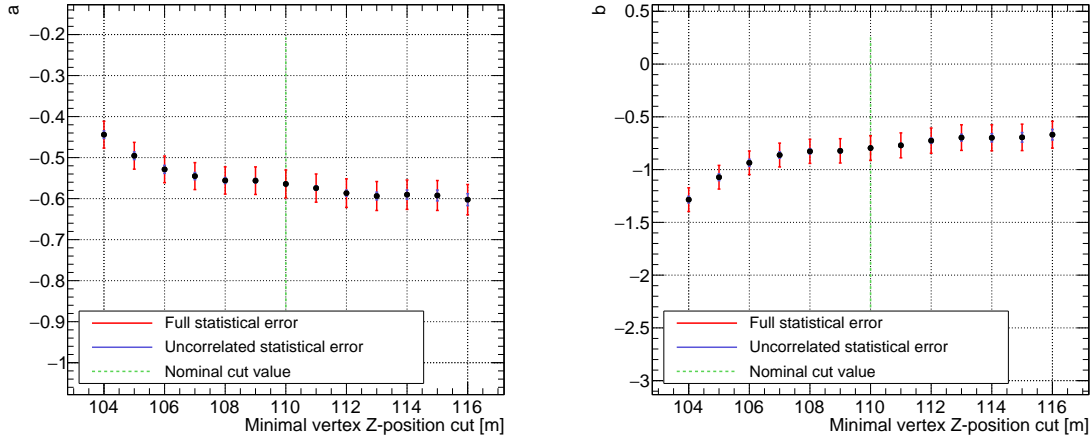 a
−0.2
−0.3
−0.4
−0.5
−0.6
−0.7
−0.8
−0.9
−1
Full statistical error
Uncorrelated statistical error
Nominal cut value
104 106 108 110 112 114 116
Minimal vertex Z-position cut [m]
b
0.5
0
−0.5
−1
−1.5
−2
−2.5
−3
Full statistical error
Uncorrelated statistical error
Nominal cut value
104 106 108 110 112 114 116
Minimal vertex Z-position cut [m]